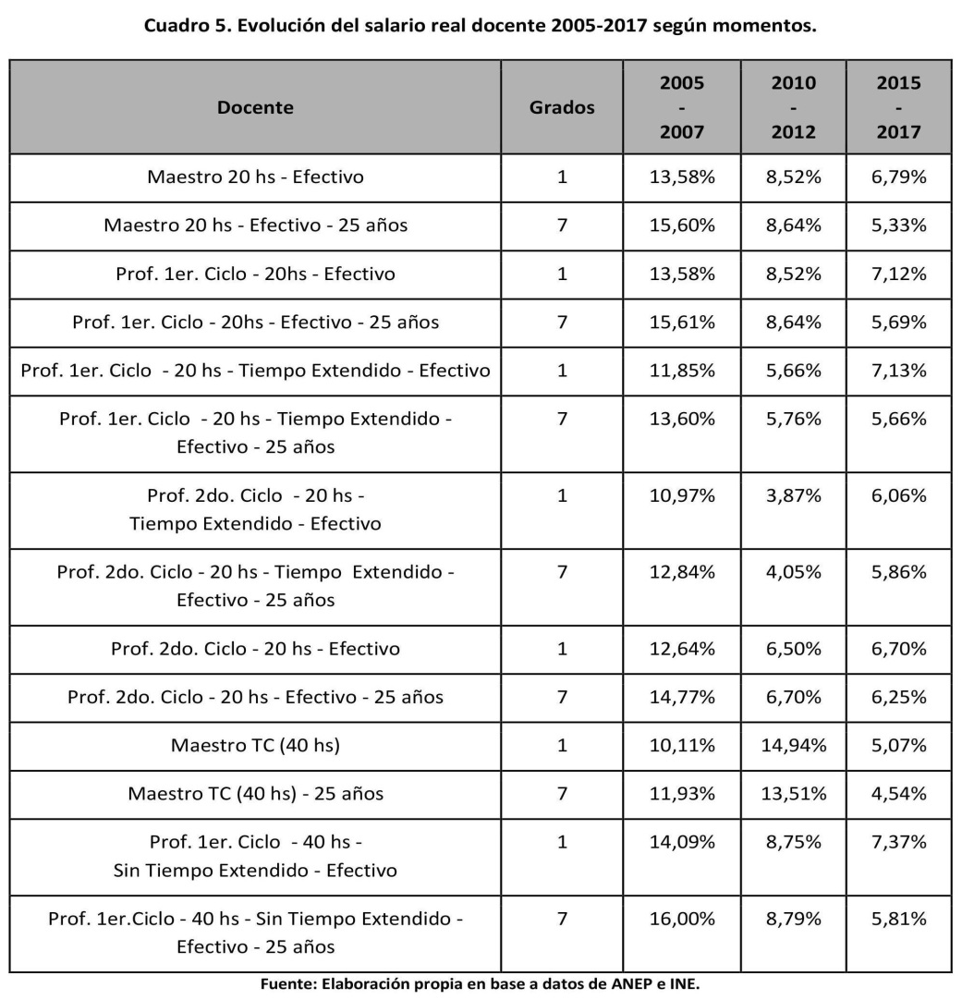 Cuadro 5. Evolución del salario real docente 2005-2017 según momentos.
Docente Grados 2005 - 2007 2010 - 2012 2015 - 2017
Maestro 20 hs - Efectivo 1 13,58% 8,52% 6,79%
Maestro 20 hs - Efectivo - 25 años 7 15,60% 8,64% 5,33%
Prof. 1er. Ciclo - 20hs - Efectivo 1 13,58% 8,52% 7,12%
Prof. 1er. Ciclo - 20hs - Efectivo - 25 años 7 15,61% 8,64% 5,69%
Prof. 1er. Ciclo - 20 hs - Tiempo Extendido - Efectivo 1 11,85% 5,66% 7,13%
Prof. 1er. Ciclo - 20 hs - Tiempo Extendido - 7 13,60% 5,76% 5,66%
Efectivo - 25 años
Prof. 2do. Ciclo - 20 hs - 1 10,97% 3,87% 6,06%
Tiempo Extendido - Efectivo
Prof. 2do. Ciclo - 20 hs - Tiempo Extendido - 7 12,84% 4,05% 5,86%
Efectivo - 25 años
Prof. 2do. Ciclo - 20 hs - Efectivo 1 12,64% 6,50% 6,70%
Prof. 2do. Ciclo - 20 hs - Efectivo - 25 años 7 14,77% 6,70% 6,25%
Maestro TC (40 hs) 1 10,11% 14,94% 5,07%
Maestro TC (40 hs) - 25 años 7 11,93% 13,51% 4,54%
Prof. 1er. Ciclo - 40 hs - 1 14,09% 8,75% 7,37%
Sin Tiempo Extendido - Efectivo
Prof. 1er.Ciclo - 40 hs - Sin Tiempo Extendido - 7 16,00% 8,79% 5,81%
Efectivo - 25 años
Fuente: Elaboración propia en base a datos de ANEP e INE.